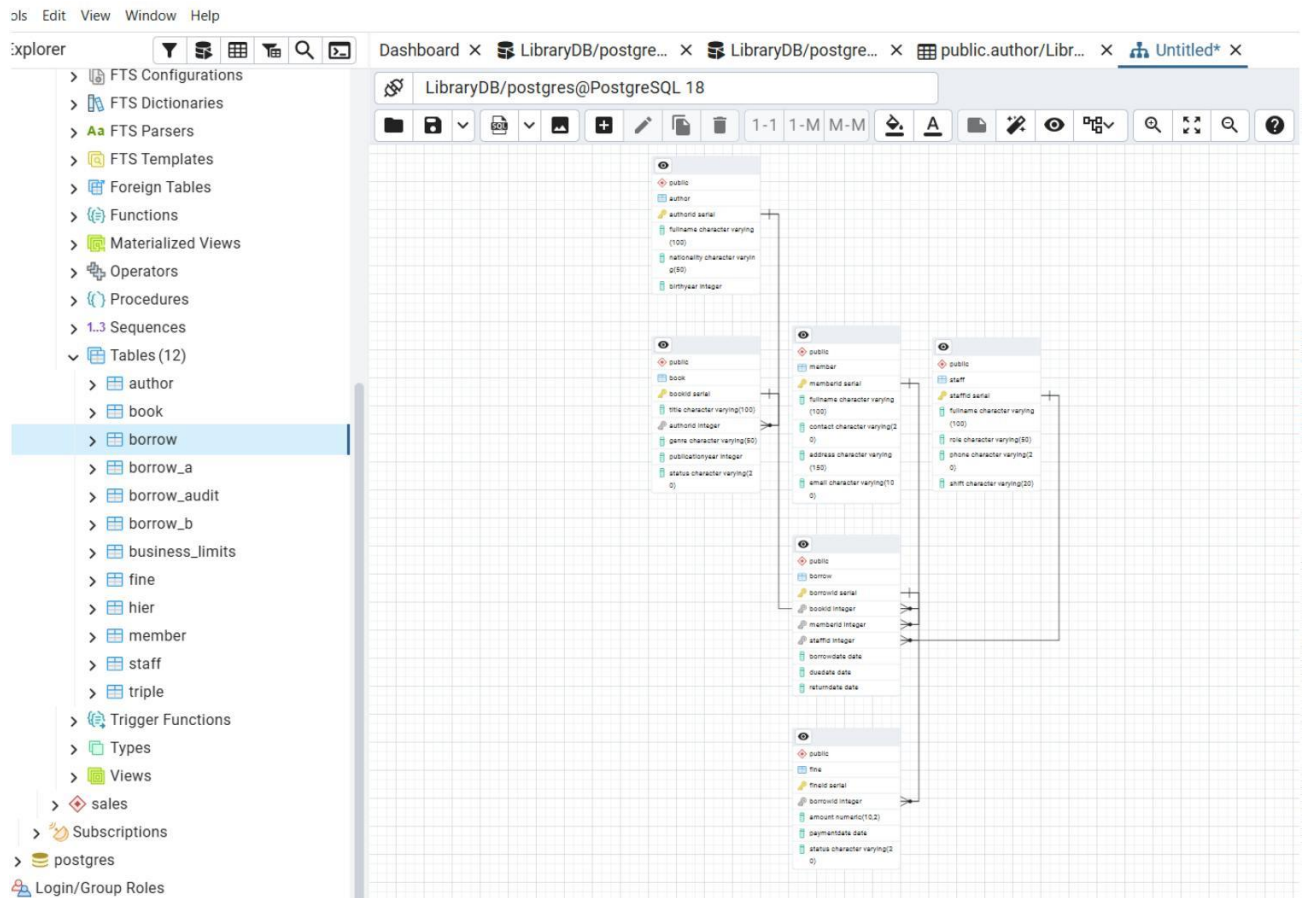 ols Edit View Window Help
Explorer
Dashboard LibraryDB/postgre... LibraryDB/postgre... public.author/Libr... Untitled*
LibraryDB/postgres@PostgreSQL 18
1-1 1-M M-M
FTS Configurations
FTS Dictionaries
Aa FTS Parsers
FTS Templates
Foreign Tables
Functions
Materialized Views
Operators
Procedures
1..3 Sequences
Tables (12)
author
book
borrow
borrow_a
borrow_audit
borrow_b
business_limits
fine
hier
member
staff
triple
Trigger Functions
Types
Views
sales
Subscriptions
postgres
Login/Group Roles
public
author
authorid serial
fullname character varying
(100)
nationality character varyin
g(50)
birthyear integer
public
book
bookid serial
title character varying(100)
authorid integer
genre character varying(50)
publicationyear integer
status character varying(2
0)
public
member
memberid serial
fullname character varying
(100)
contact character varying(2
0)
address character varying
(150)
email character varying(10
0)
public
staff
staffid serial
fullname character varying
(100)
role character varying(50)
phone character varying(2
0)
shift character varying(20)
public
borrow
borrowid serial
bookid integer
memberid integer
staffid integer
borrowdate date
duedate date
returndate date
public
fine
fineid serial
borrowid integer
amount numeric(10,2)
paymentdate date
status character varying(2
0)